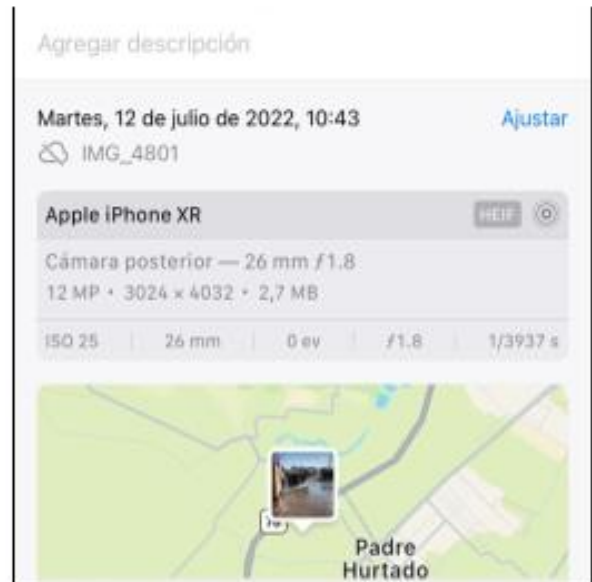 Agregar descripción
Martes, 12 de julio de 2022, 10:43
Ajustar
IMG_4801
Apple iPhone XR
HEIF
Cámara posterior — 26 mm ƒ1.8
12 MP • 3024 × 4032 • 2,7 MB
ISO 25 | 26 mm | 0 ev | ƒ1.8 | 1/3937 s
Padre
Hurtado